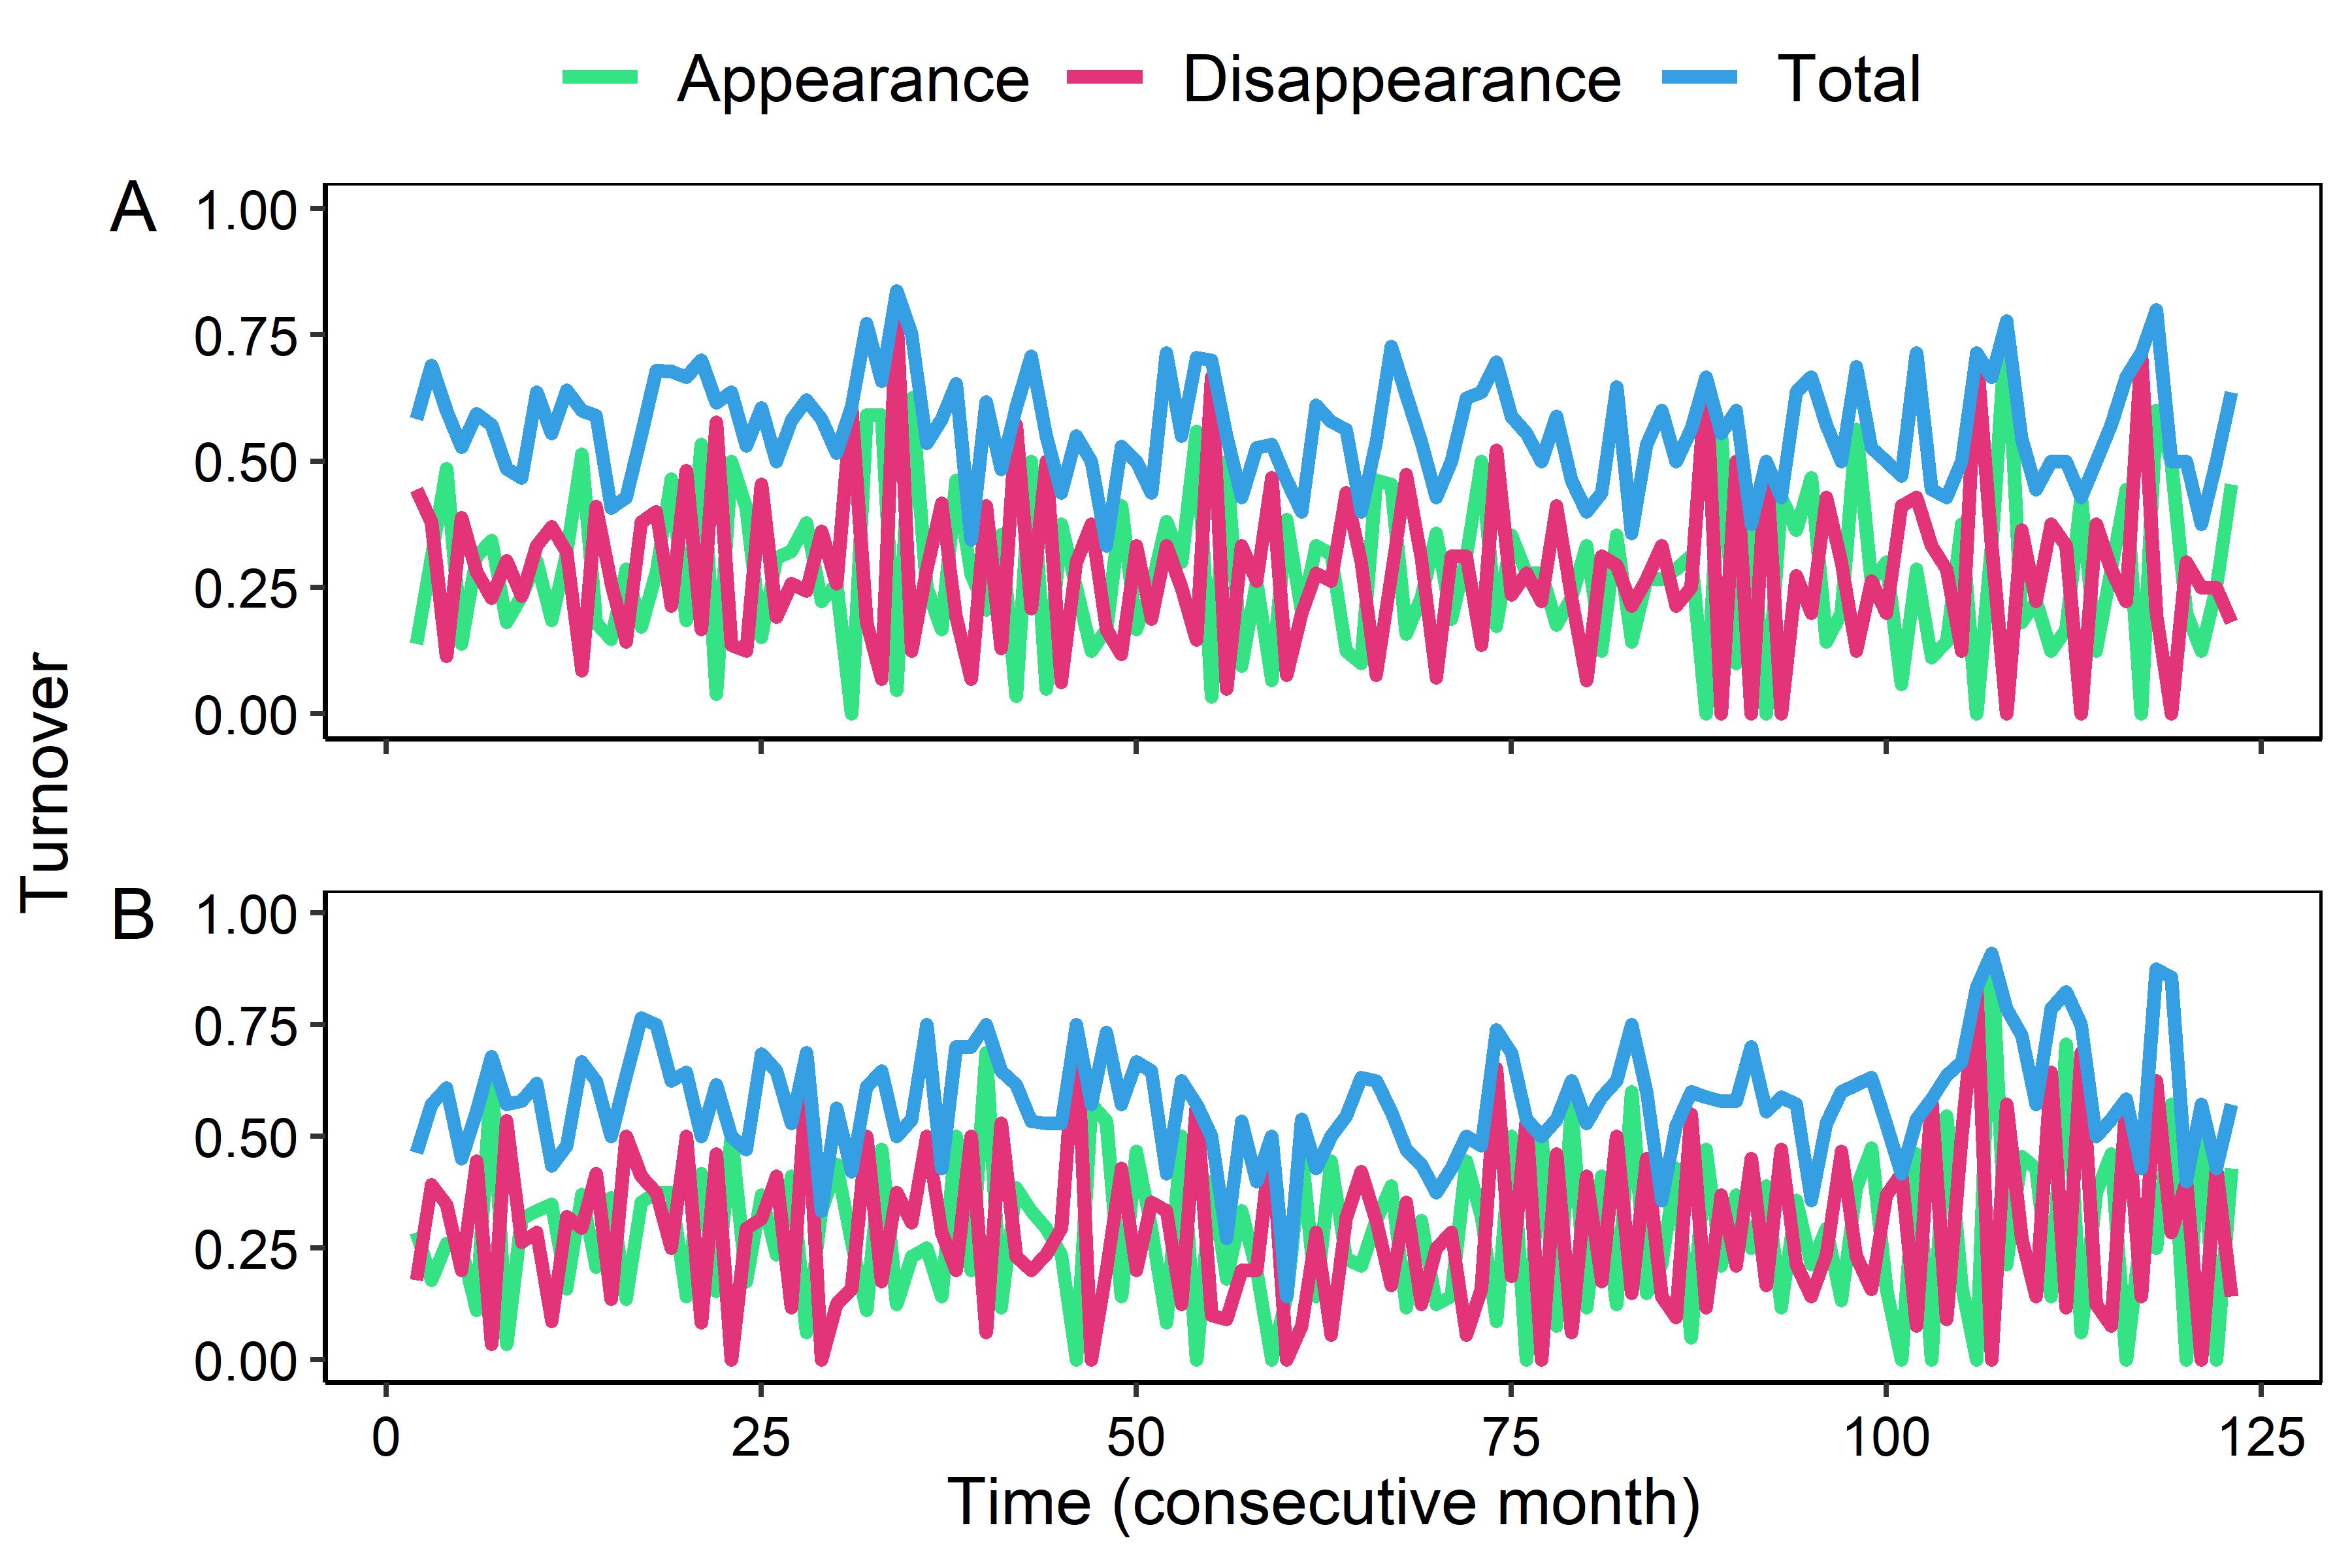 Appearance Disappearance Total
A
1.00
0.75
0.50
0.25
0.00
Turnover
B
1.00
0.75
0.50
0.25
0.00
0 25 50 75 100 125
Time (consecutive month)